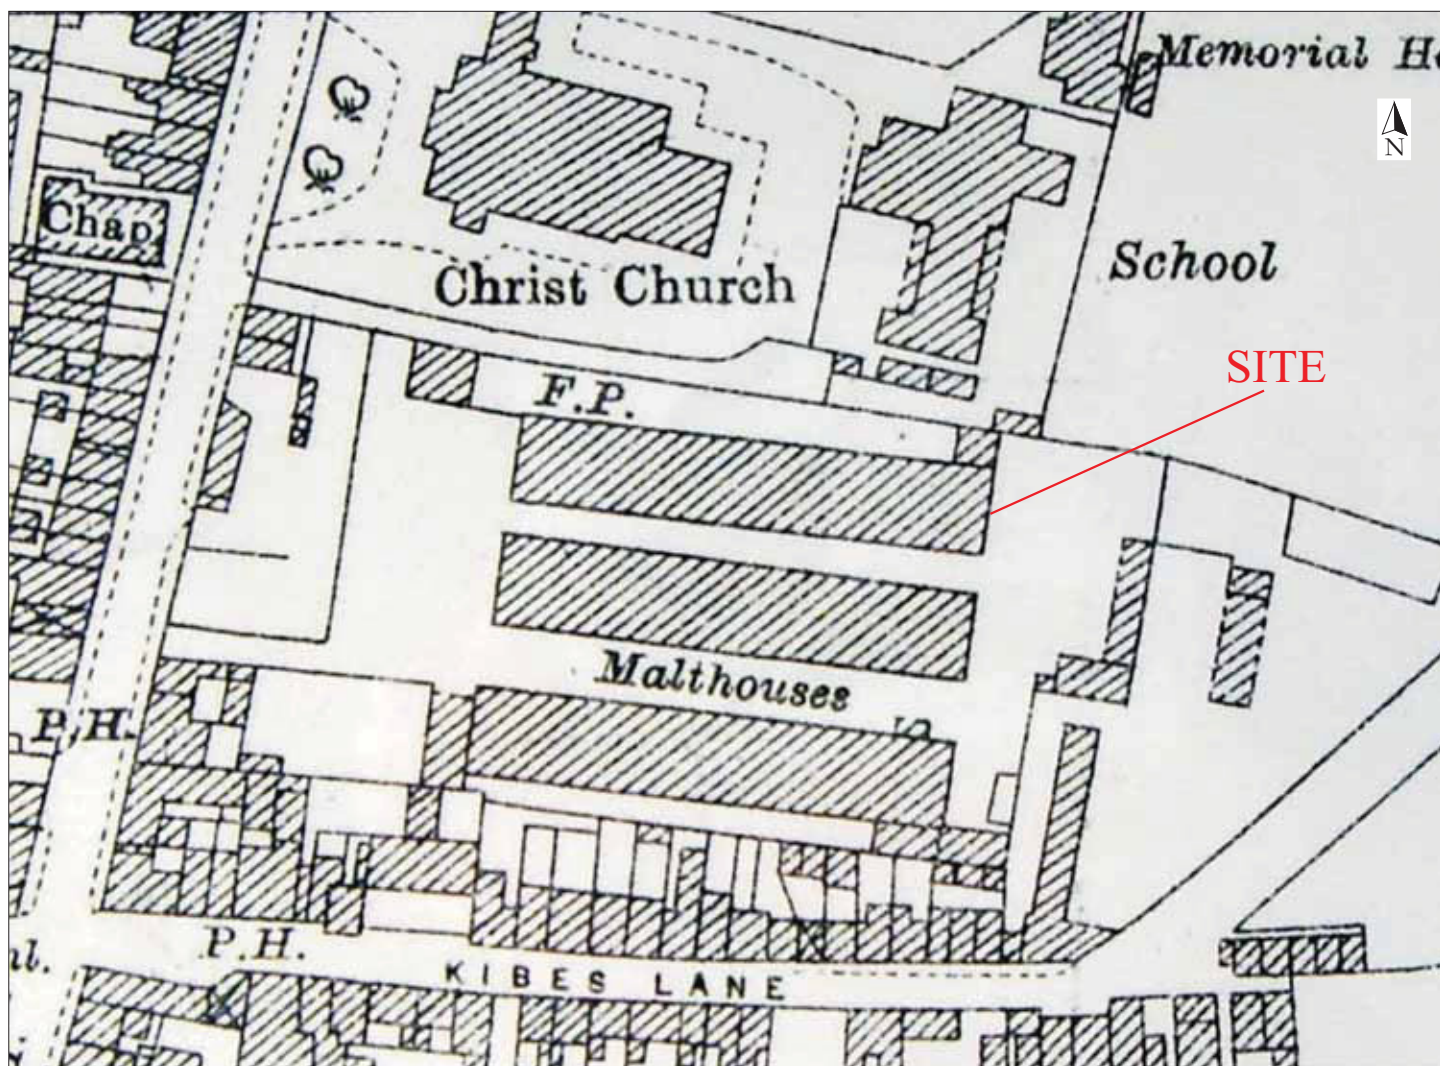 Memorial H
N
Chap.
School
Christ Church
SITE
F.P.
Malthouses
P.H.
P.H.
KIBES LANE